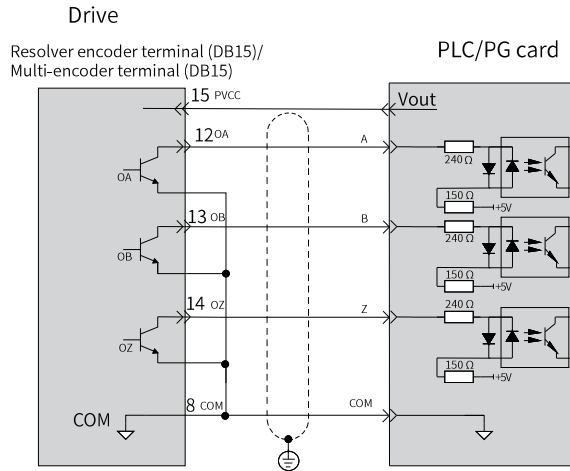 Drive
Resolver encoder terminal (DB15)/
Multi-encoder terminal (DB15)
PLC/PG card
15 PVCC
Vout
12 OA
A
240 Ω
OA
150 Ω
+5V
13 OB
B
240 Ω
OB
150 Ω
+5V
14 OZ
Z
240 Ω
OZ
150 Ω
+5V
8 COM
COM
COM